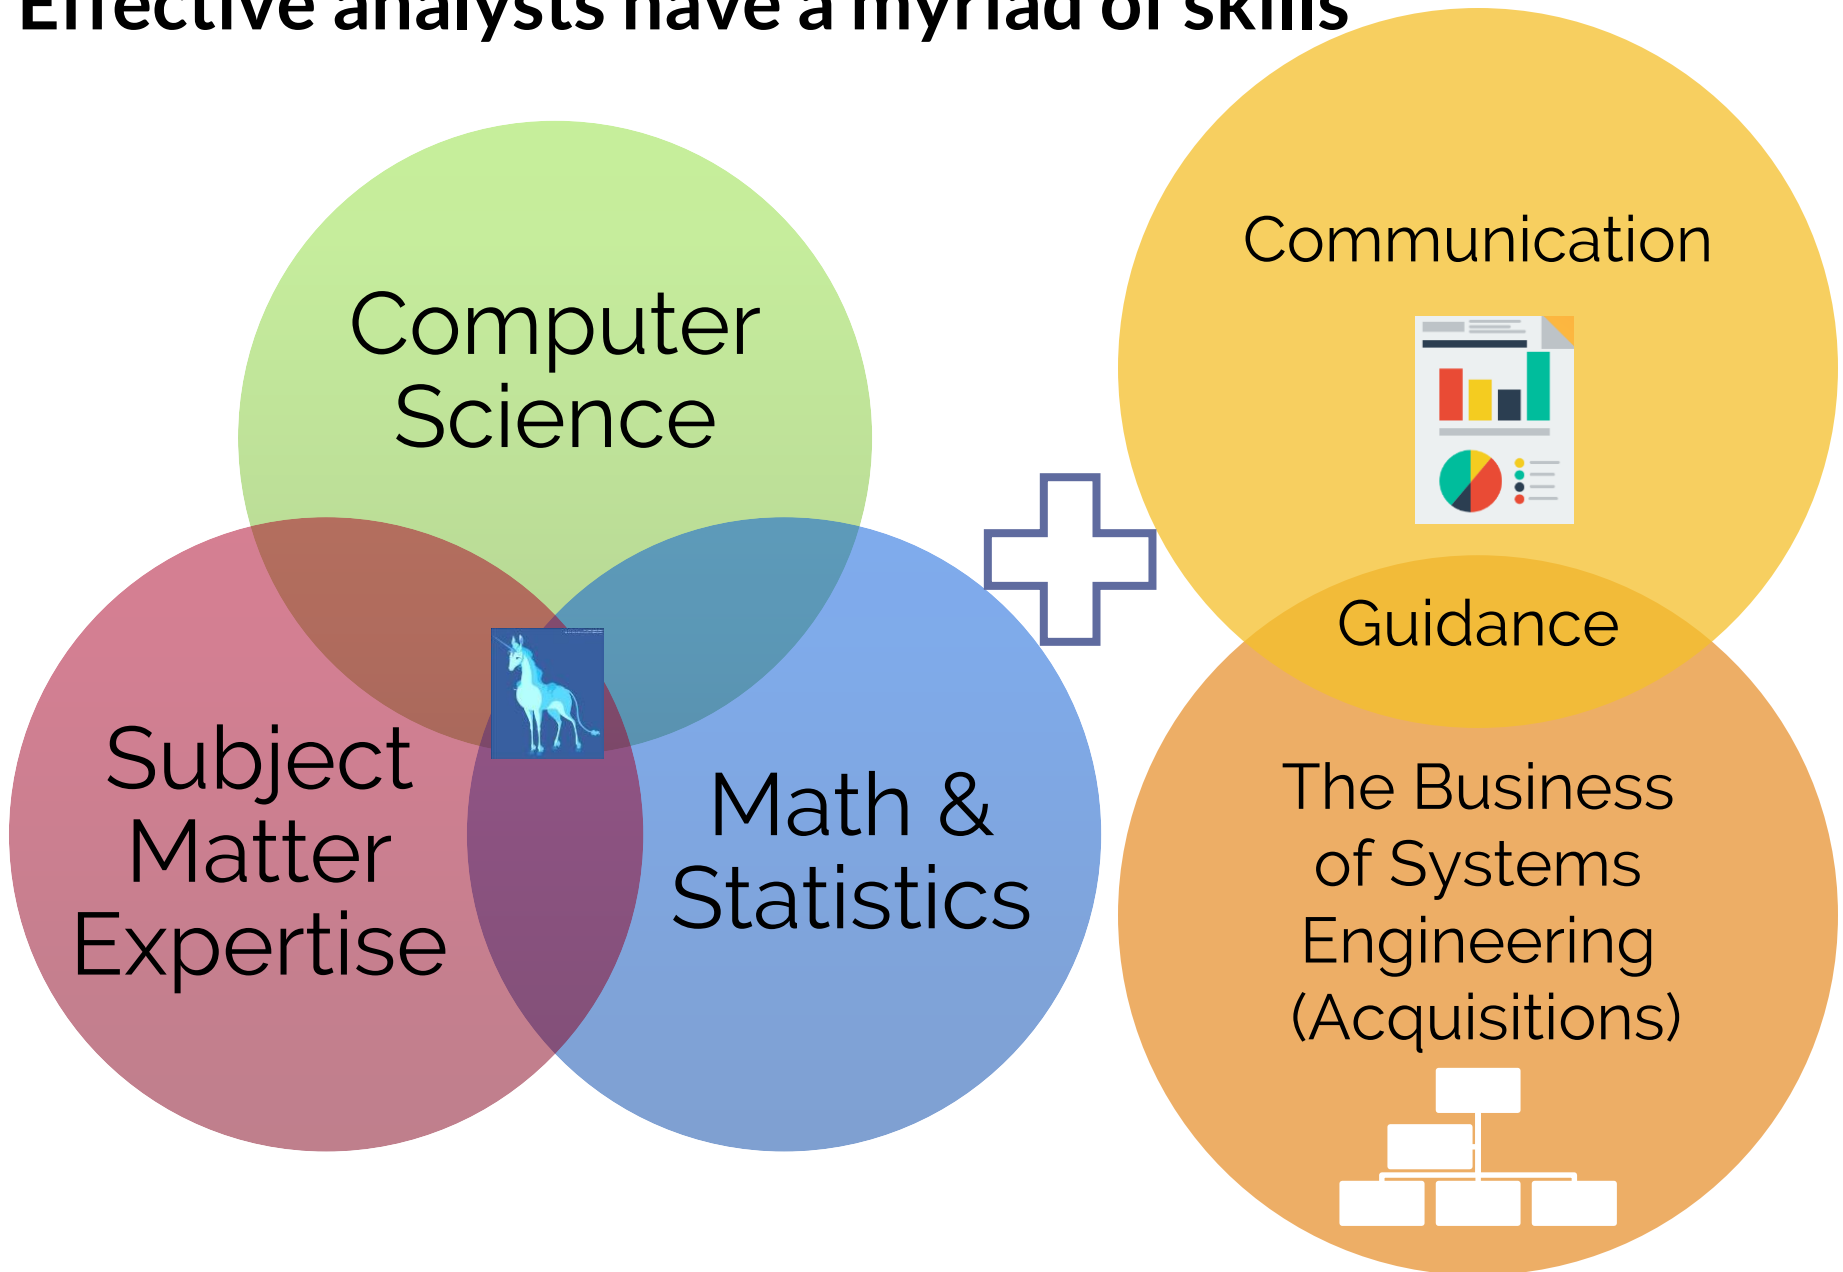 Effective analysts have a myriad of skills
Computer
Science
Subject
Matter
Expertise
Math &
Statistics
Communication
Guidance
The Business
of Systems
Engineering
(Acquisitions)